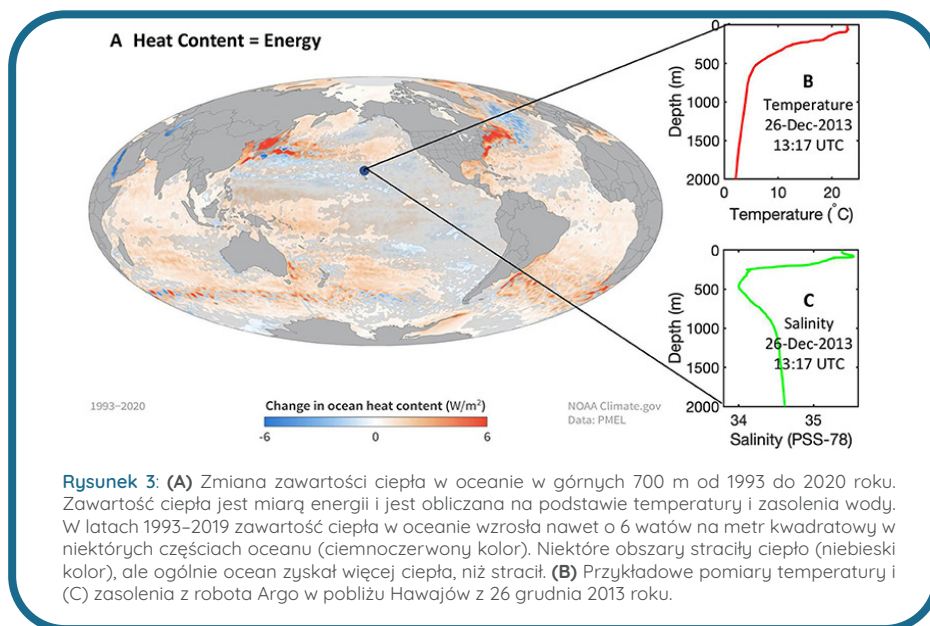 A Heat Content = Energy
0
500
1000
1500
2000
Depth (m)
B
Temperature
26-Dec-2013
13:17 UTC
0 10 20
Temperature (°C)
0
500
1000
1500
2000
Depth (m)
C
Salinity
26-Dec-2013
13:17 UTC
34 35
Salinity (PSS-78)
1993–2020
Change in ocean heat content (W/m²)
-6 0 6
NOAA Climate.gov
Data: PMEL
Rysunek 3: (A) Zmiana zawartości ciepła w oceanie w górnych 700 m od 1993 do 2020 roku.
Zawartość ciepła jest miarą energii i jest obliczana na podstawie temperatury i zasolenia wody.
W latach 1993–2019 zawartość ciepła w oceanie wzrosła nawet o 6 watów na metr kwadratowy w
niektórych częściach oceanu (ciemnoczerwony kolor). Niektóre obszary straciły ciepło (niebieski
kolor), ale ogólnie ocean zyskał więcej ciepła, niż stracił. (B) Przykładowe pomiary temperatury i
(C) zasolenia z robota Argo w pobliżu Hawajów z 26 grudnia 2013 roku.